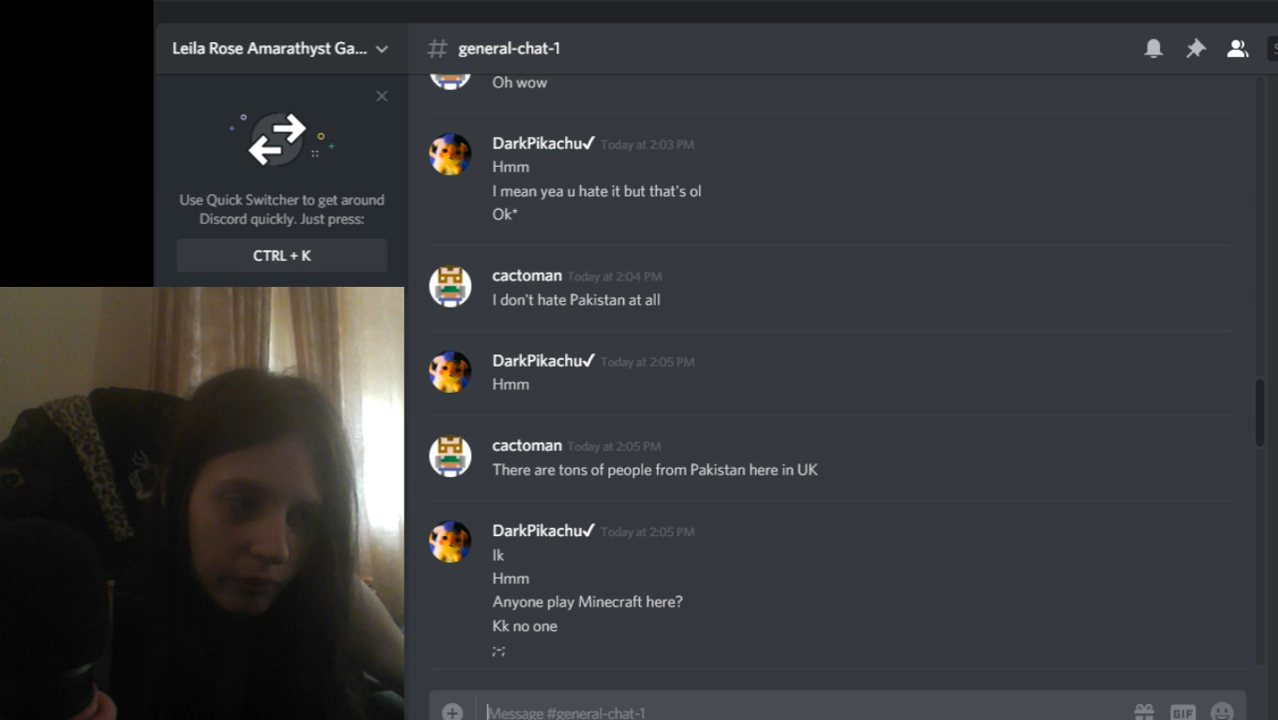 Leila Rose Amarathyst Ga...
general-chat-1
Oh wow
Use Quick Switcher to get around
Discord quickly. Just press:
CTRL + K
DarkPikachu✓ Today at 2:03 PM
Hmm
I mean yea u hate it but that's ol
Ok*
cactoman Today at 2:04 PM
I don't hate Pakistan at all
DarkPikachu✓ Today at 2:05 PM
Hmm
cactoman Today at 2:05 PM
There are tons of people from Pakistan here in UK
DarkPikachu✓ Today at 2:05 PM
Ik
Hmm
Anyone play Minecraft here?
Kk no one
;-;
Message #general-chat-1
GIF